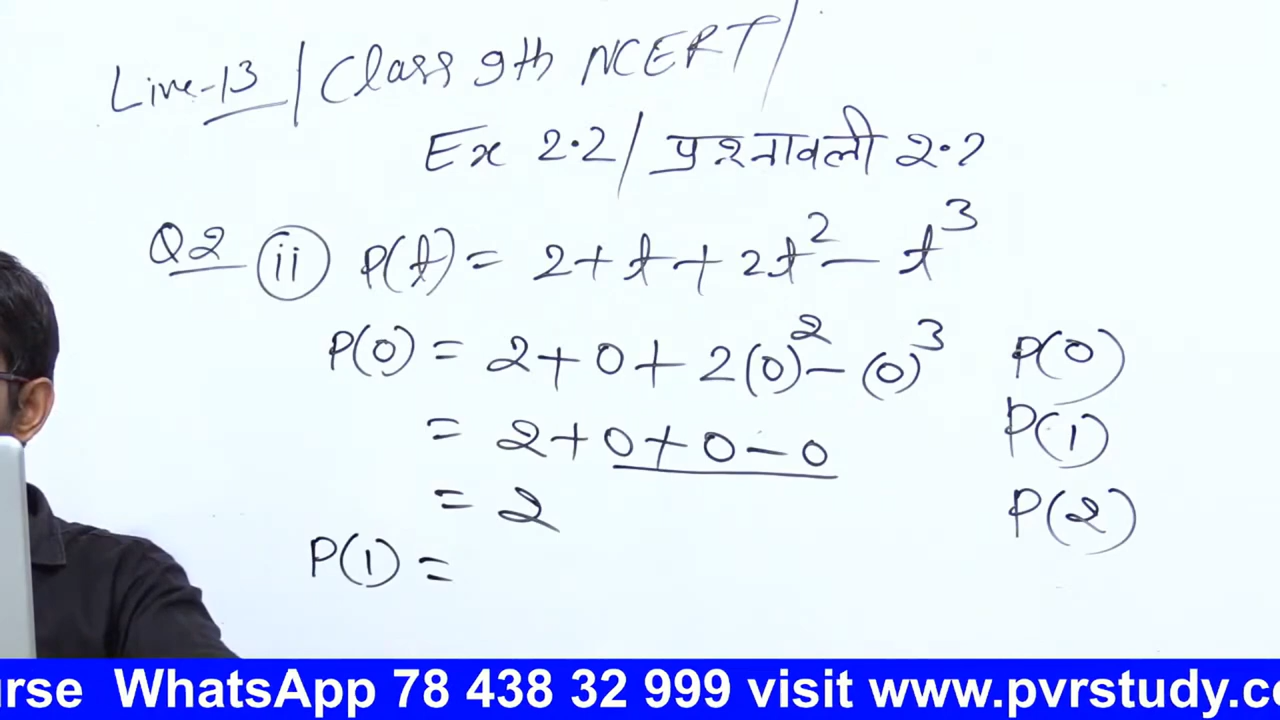 Live-13 / Class 9th NCERT /
Ex 2.2 / प्रश्नावली 2.2
Q2 (ii) P(t) = 2 + t + 2t² - t³
P(0) = 2 + 0 + 2(0)² - (0)³ P(0)
= 2 + 0 + 0 - 0 P(1)
= 2 P(2)
P(1) =
urse WhatsApp 78 438 32 999 visit www.pvrstudy.c